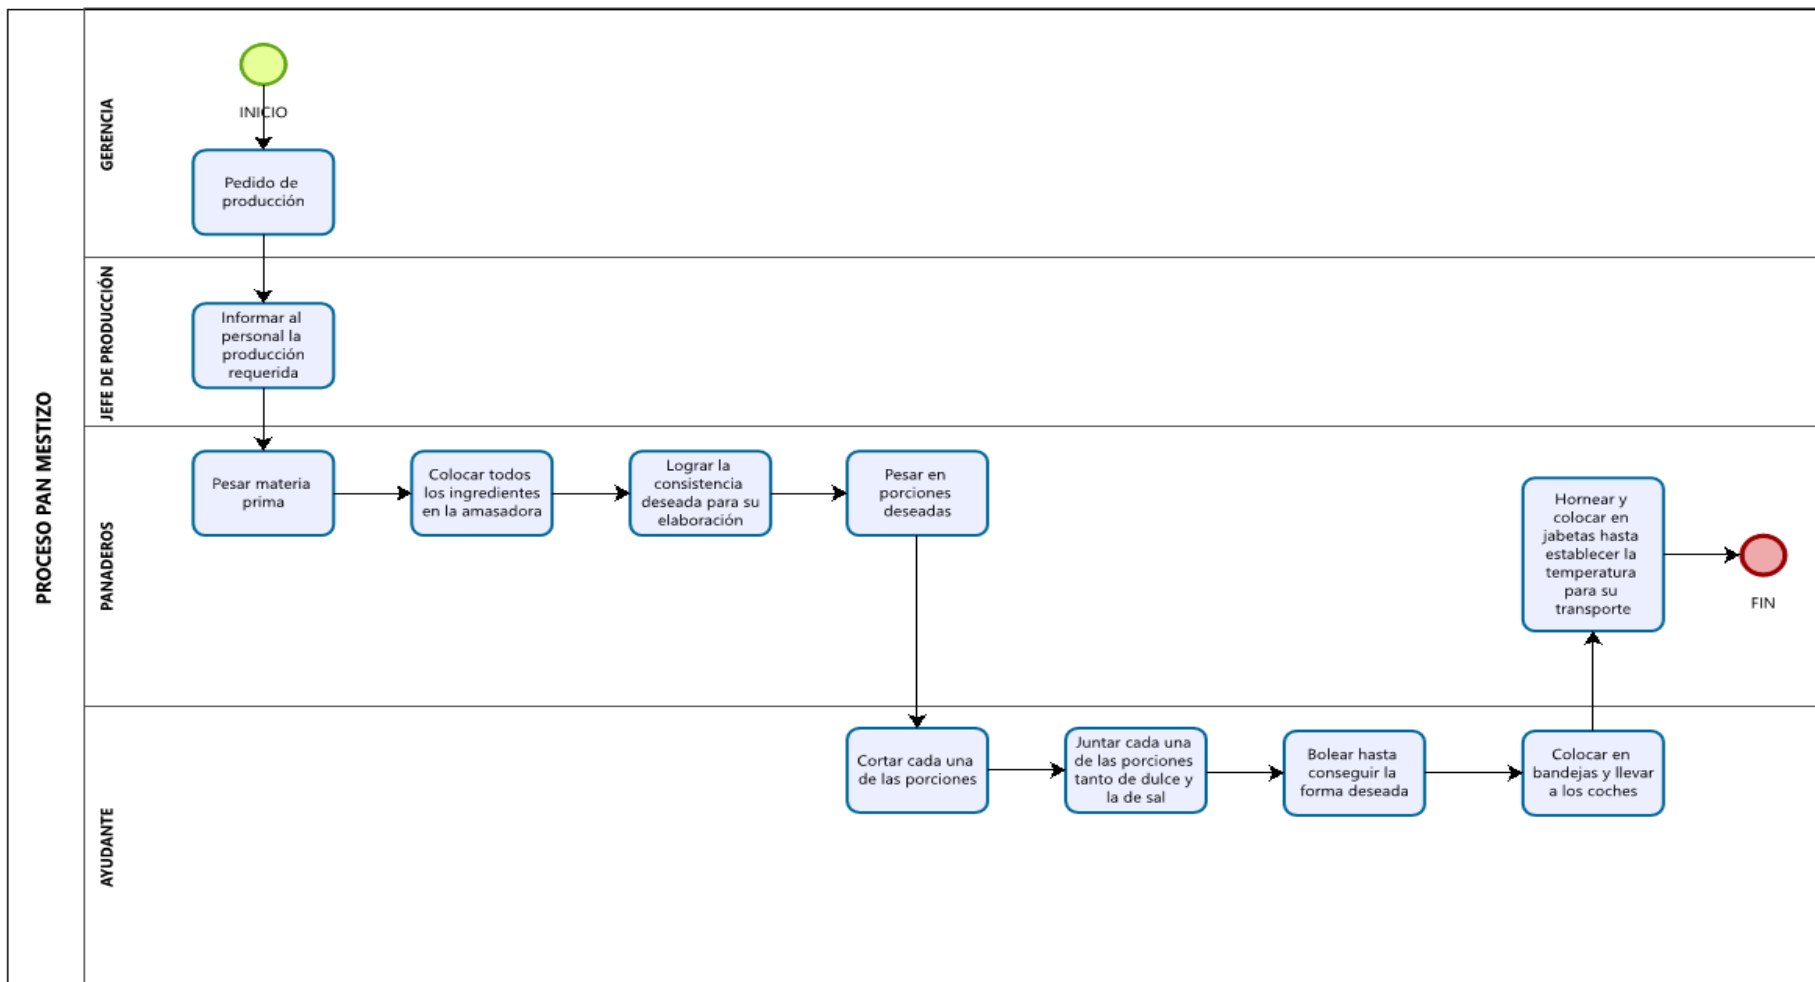 PROCESO PAN MESTIZO
GERENCIA
INICIO
Pedido de
producción
JEFE DE PRODUCCIÓN
Informar al
personal la
producción
requerida
PANADEROS
Pesar materia
prima
Colocar todos
los ingredientes
en la amasadora
Lograr la
consistencia
deseada para su
elaboración
Pesar en
porciones
deseadas
AYUDANTE
Cortar cada una
de las porciones
Juntar cada una
de las porciones
tanto de dulce y
la de sal
Bolear hasta
conseguir la
forma deseada
Colocar en
bandejas y llevar
a los coches
Hornear y
colocar en
jabetas hasta
establecer la
temperatura
para su
transporte
FIN